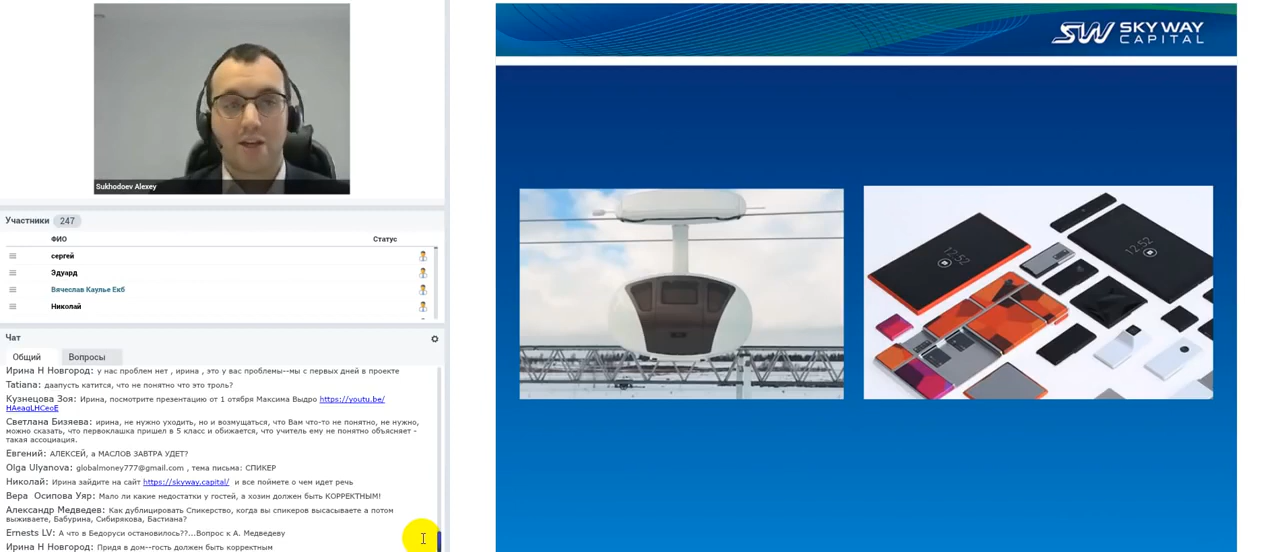 SKY WAY
CAPITAL
Sukhodoev Alexey
Участники 247
ФИО Статус
сергей
Эдуард
Вячеслав Каулье Екб
Николай
Чат
Общий Вопросы
Ирина Н Новгород: у нас проблем нет , ирина , это у вас проблемы--мы с первых дней в проекте
Tatiana: даапусть катится, что не понятно что это троль?
Кузнецова Зоя: Ирина, посмотрите презентацию от 1 отября Максима Выдро https://youtu.be/
HAeagLHCeoE
Светлана Бизяева: ирина, не нужно уходить, но и возмущаться, что Вам что-то не понятно, не нужно,
можно сказать, что первоклашка пришел в 5 класс и обижается, что учитель ему не понятно объясняет -
такая ассоциация.
Евгений: АЛЕКСЕЙ, а МАСЛОВ ЗАВТРА УДЕТ?
Olga Ulyanova: globalmoney777@gmail.com , тема письма: СПИКЕР
Николай: Ирина зайдите на сайт https://skyway.capital/ и все поймете о чем идет речь
Вера Осипова Уяр: Мало ли какие недостатки у гостей, а хозин должен быть КОРРЕКТНЫМ!
Александр Медведев: Как дублицировать Спикерство, когда вы спикеров высасываете а потом
выживаете, Бабурина, Сибирякова, Бастиана?
Ernests LV: А что в Бедоруси остановилось??...Вопрос к А. Медведеву
Ирина Н Новгород: Придя в дом--гость должен быть корректным
12:52
12:52